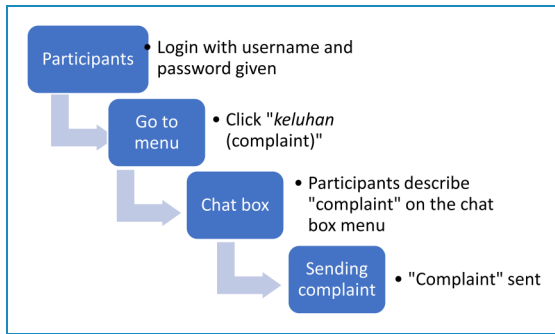 Participants
• Login with username and
password given
Go to
menu
• Click "keluhan
(complaint)"
Chat box
• Participants describe
"complaint" on the chat
box menu
Sending
complaint
• "Complaint" sent